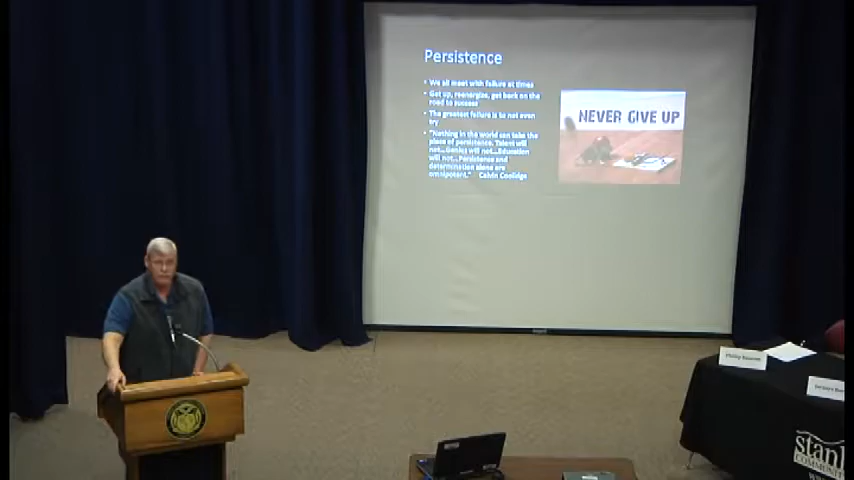 Persistence
• We all meet with failure at times
• Get up, reenergize, get back on the
road to success
• The greatest failure is to not even
try
• "Nothing in the world can take the
place of persistence. Talent will
not...Genius will not...Education
will not...Persistence and
determination alone are
omnipotent." Calvin Coolidge
NEVER GIVE UP
stanl
COMMUNIT